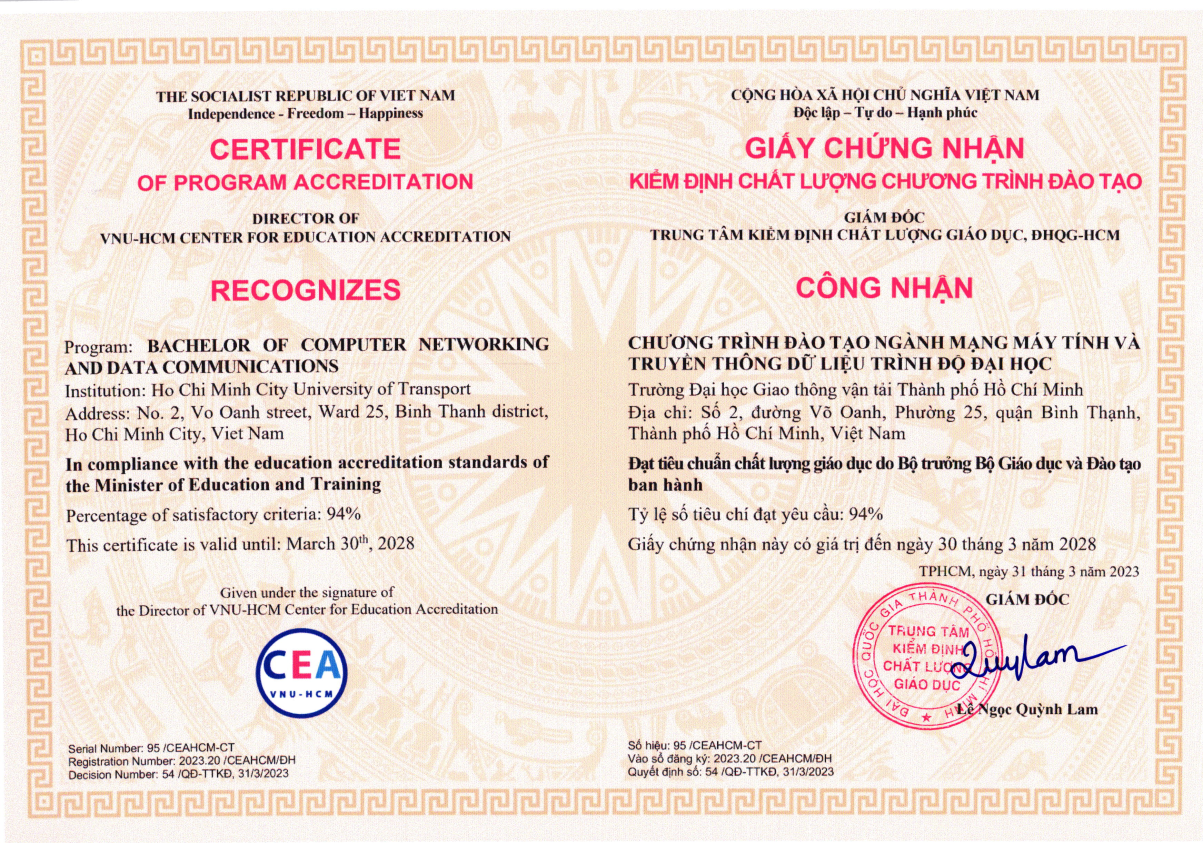 THE SOCIALIST REPUBLIC OF VIET NAM
Independence - Freedom – Happiness
CERTIFICATE
OF PROGRAM ACCREDITATION
DIRECTOR OF
VNU-HCM CENTER FOR EDUCATION ACCREDITATION
RECOGNIZES
Program: BACHELOR OF COMPUTER NETWORKING
AND DATA COMMUNICATIONS
Institution: Ho Chi Minh City University of Transport
Address: No. 2, Vo Oanh street, Ward 25, Binh Thanh district,
Ho Chi Minh City, Viet Nam
In compliance with the education accreditation standards of
the Minister of Education and Training
Percentage of satisfactory criteria: 94%
This certificate is valid until: March 30th, 2028
Given under the signature of
the Director of VNU-HCM Center for Education Accreditation
CEA
VNU-HCM
Serial Number: 95 /CEAHCM-CT
Registration Number: 2023.20 /CEAHCM/ĐH
Decision Number: 54 /QĐ-TTKĐ, 31/3/2023
CỘNG HÒA XÃ HỘI CHỦ NGHĨA VIỆT NAM
Độc lập – Tự do – Hạnh phúc
GIẤY CHỨNG NHẬN
KIỂM ĐỊNH CHẤT LƯỢNG CHƯƠNG TRÌNH ĐÀO TẠO
GIÁM ĐỐC
TRUNG TÂM KIỂM ĐỊNH CHẤT LƯỢNG GIÁO DỤC, ĐHQG-HCM
CÔNG NHẬN
CHƯƠNG TRÌNH ĐÀO TẠO NGÀNH MẠNG MÁY TÍNH VÀ
TRUYỀN THÔNG DỮ LIỆU TRÌNH ĐỘ ĐẠI HỌC
Trường Đại học Giao thông vận tải Thành phố Hồ Chí Minh
Địa chỉ: Số 2, đường Võ Oanh, Phường 25, quận Bình Thạnh,
Thành phố Hồ Chí Minh, Việt Nam
Đạt tiêu chuẩn chất lượng giáo dục do Bộ trưởng Bộ Giáo dục và Đào tạo
ban hành
Tỷ lệ số tiêu chí đạt yêu cầu: 94%
Giấy chứng nhận này có giá trị đến ngày 30 tháng 3 năm 2028
TPHCM, ngày 31 tháng 3 năm 2023
GIÁM ĐỐC
ĐẠI HỌC QUỐC GIA THÀNH PHỐ HỒ CHÍ MINH
TRUNG TÂM
KIỂM ĐỊNH
CHẤT LƯỢNG
GIÁO DỤC
Quylam
Lê Ngọc Quỳnh Lam
Số hiệu: 95 /CEAHCM-CT
Vào sổ đăng ký: 2023.20 /CEAHCM/ĐH
Quyết định số: 54 /QĐ-TTKĐ, 31/3/2023